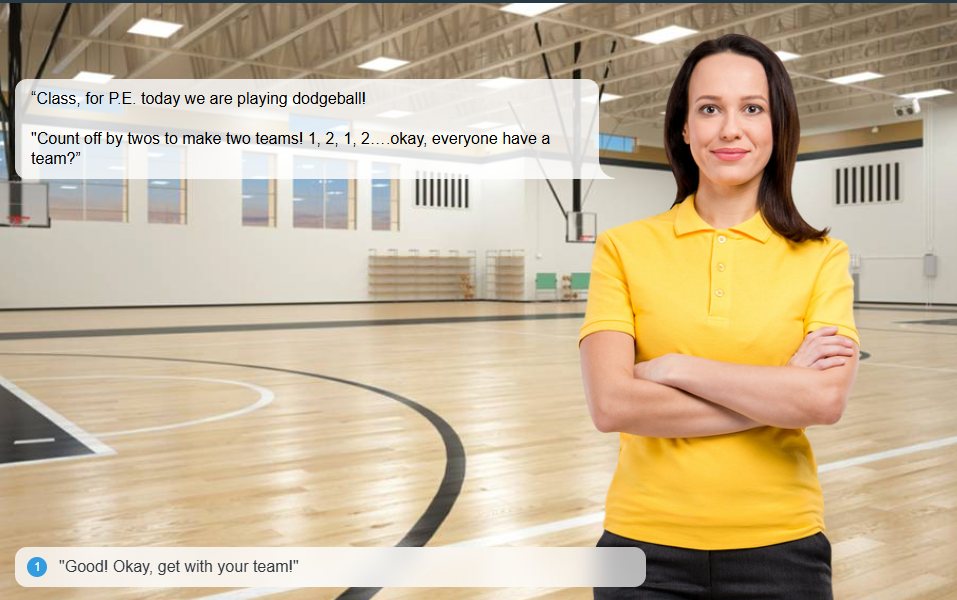 “Class, for P.E. today we are playing dodgeball!
"Count off by twos to make two teams! 1, 2, 1, 2….okay, everyone have a
team?”
1 "Good! Okay, get with your team!"